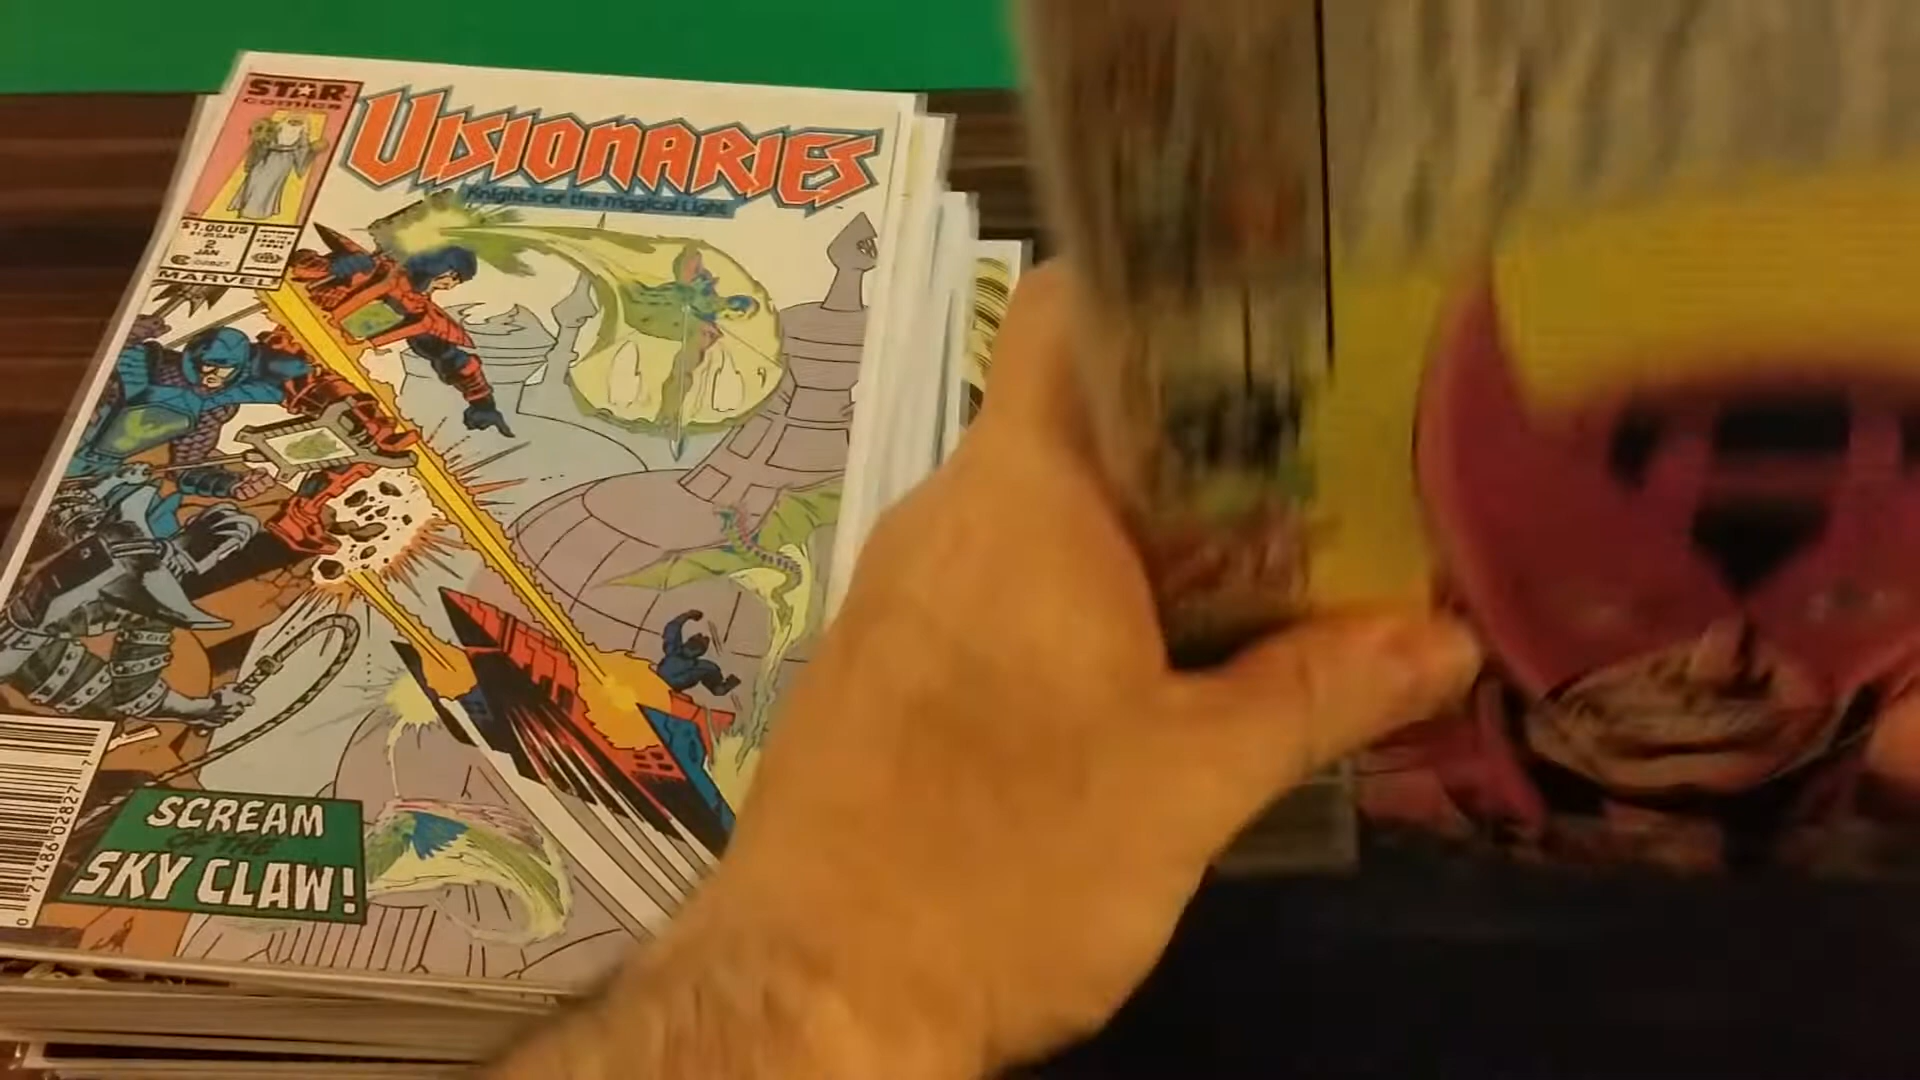 STAR
comics
VISIONARIES
Knights of the Magical Light
$1.00 US
2
JAN
02827
MARVEL
SCREAM
OF THE
SKY CLAW!
0 71486 02827 7